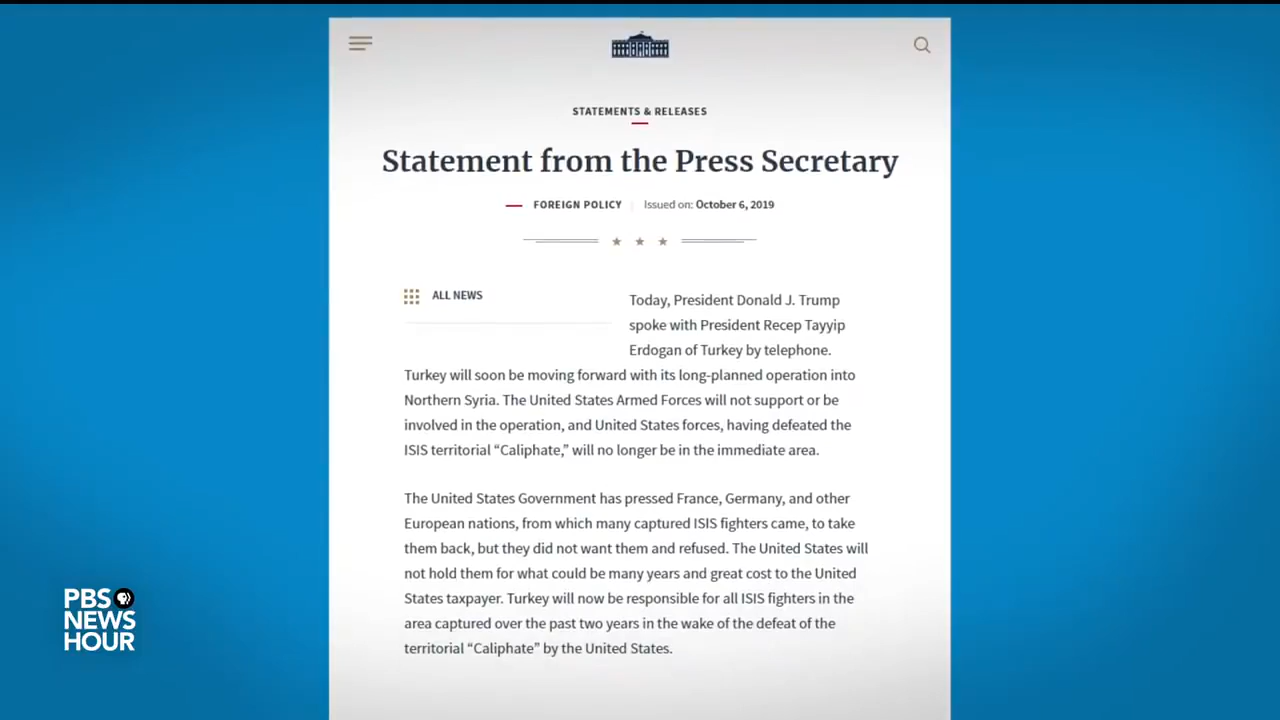 STATEMENTS & RELEASES
Statement from the Press Secretary
FOREIGN POLICY Issued on: October 6, 2019
ALL NEWS
Today, President Donald J. Trump
spoke with President Recep Tayyip
Erdogan of Turkey by telephone.
Turkey will soon be moving forward with its long-planned operation into
Northern Syria. The United States Armed Forces will not support or be
involved in the operation, and United States forces, having defeated the
ISIS territorial “Caliphate,” will no longer be in the immediate area.
The United States Government has pressed France, Germany, and other
European nations, from which many captured ISIS fighters came, to take
them back, but they did not want them and refused. The United States will
not hold them for what could be many years and great cost to the United
States taxpayer. Turkey will now be responsible for all ISIS fighters in the
area captured over the past two years in the wake of the defeat of the
territorial “Caliphate” by the United States.
PBS
NEWS
HOUR